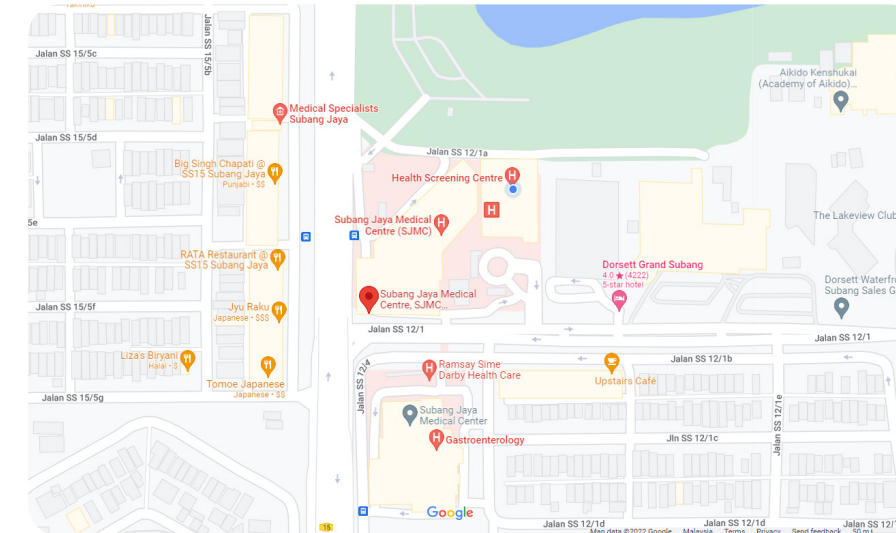 Takihiro
Jalan SS 15/5b
Jalan SS 15/5c
Aikido Kenshukai
(Academy of Aikido)...
Medical Specialists
Subang Jaya
Jalan SS 15/5d
Jalan SS 12/1a
Big Singh Chapati @
SS15 Subang Jaya
Punjabi • $$
Health Screening Centre
H
H
5e
Subang Jaya Medical
Centre (SJMC)
H
The Lakeview Club
RATA Restaurant @
SS15 Subang Jaya
Dorsett Grand Subang
4.0 ★ (4222)
5-star hotel
Dorsett Waterfr
Subang Sales G
Subang Jaya Medical
Centre, SJMC...
Jalan SS 15/5f
Jyu Raku
Japanese • $$$
Jalan SS 12/1
Jalan SS 12/1
Liza's Biryani
Halal • $
Jalan SS 12/4
Ramsay Sime
Darby Health Care
H
Jalan SS 12/1b
Upstairs Café
Tomoe Japanese
Japanese • $$
Jalan SS 15/5g
Subang Jaya
Medical Center
Jalan SS 12/1e
H
Gastroenterology
Jln SS 12/1c
Google
15
Jalan SS 12/1d
Jalan SS 12/1d
Jalan SS 12/
Map data ©2022 Google Malaysia Terms Privacy Send feedback 50 m